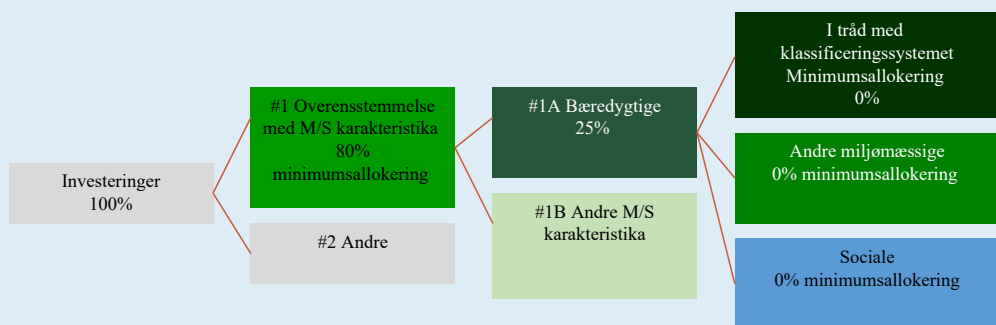 Investeringer
100%
#1 Overensstemmelse
med M/S karakteristika
80%
minimumsallokering
#2 Andre
#1A Bæredygtige
25%
#1B Andre M/S
karakteristika
I tråd med
klassificeringssystemet
Minimumsallokering
0%
Andre miljømæssige
0% minimumsallokering
Sociale
0% minimumsallokering